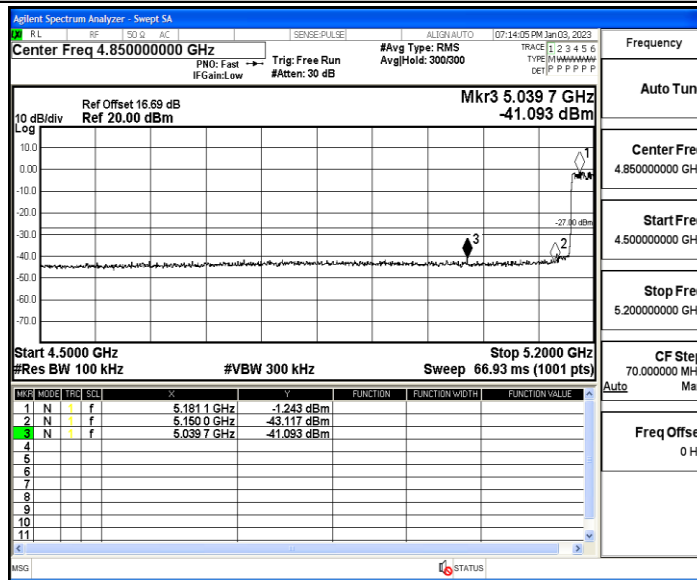 Agilent Spectrum Analyzer - Swept SA
RL RF 50 Ω AC SENSE:PULSE ALIGN AUTO 07:14:05 PM Jan 03, 2023
Center Freq 4.850000000 GHz
#Avg Type: RMS
TRACE 1 2 3 4 5 6
PNO: Fast Trig: Free Run Avg|Hold: 300/300
TYPE M
IFGain:Low #Atten: 30 dB
DET P P P P P P
Mkr3 5.039 7 GHz
-41.093 dBm
Ref Offset 16.69 dB
10 dB/div Ref 20.00 dBm
Log
10.0
0.00
-10.0
-20.0
-30.0
-40.0
-50.0
-60.0
-70.0
1
-27.00 dBm
3
2
Start 4.5000 GHz Stop 5.2000 GHz
#Res BW 100 kHz #VBW 300 kHz Sweep 66.93 ms (1001 pts)
MKR MODE TRC SCL X Y FUNCTION FUNCTION WIDTH FUNCTION VALUE
1 N 1 f 5.181 1 GHz -1.243 dBm
2 N 1 f 5.150 0 GHz -43.117 dBm
3 N 1 f 5.039 7 GHz -41.093 dBm
4
5
6
7
8
9
10
11
MSG STATUS
Frequency
Auto Tun
Center Fre
4.850000000 GH
Start Fre
4.500000000 GH
Stop Fre
5.200000000 GH
CF Step
70.000000 MH
Auto Ma
Freq Offse
0 H